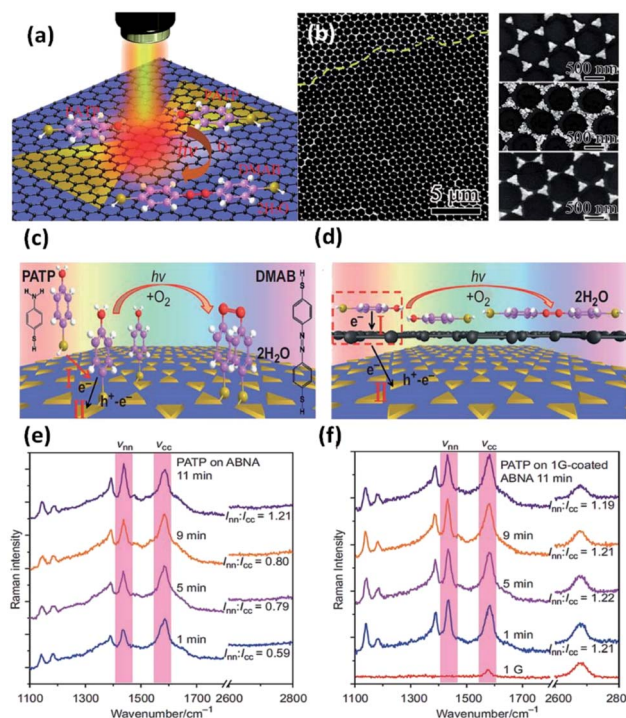 (a)
DMAB
(b)
5 μm
500 nm
500 nm
500 nm
(c)
PATP
hv
+O₂
DMAB
2H₂O
e⁻
h⁺-e⁻
I
II
(d)
hv
+O₂
2H₂O
e⁻
I
e⁻
II
(e)
νnn
νcc
PATP on ABNA
11 min
Inn:Icc = 1.21
9 min
Inn:Icc = 0.80
5 min
Inn:Icc = 0.79
1 min
Inn:Icc = 0.59
Raman Intensity
1100
1300
1500
1700
2600
2800
Wavenumber/cm⁻¹
(f)
νnn
νcc
PATP on 1G-coated
ABNA 11 min
Inn:Icc = 1.19
9 min
Inn:Icc = 1.21
5 min
Inn:Icc = 1.22
1 min
Inn:Icc = 1.21
1 G
Raman Intensity
1100
1300
1500
1700
2600
Wavenumber/cm⁻¹